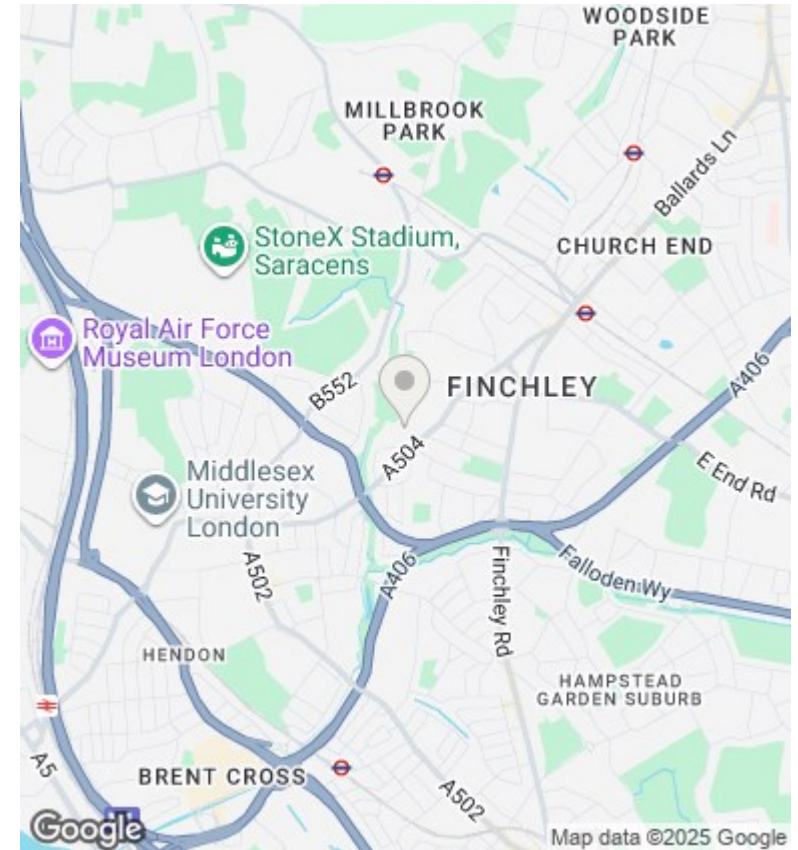 WOODSIDE
PARK
MILLBROOK
PARK
Ballards Ln
StoneX Stadium,
Saracens
CHURCH END
Royal Air Force
Museum London
B552
FINCHLEY
A406
A504
E End Rd
Middlesex
University
London
A502
A406
Finchley Rd
Falloden Wy
HENDON
HAMPSTEAD
GARDEN SUBURB
A5
BRENT CROSS
A502
Google
Map data ©2025 Google